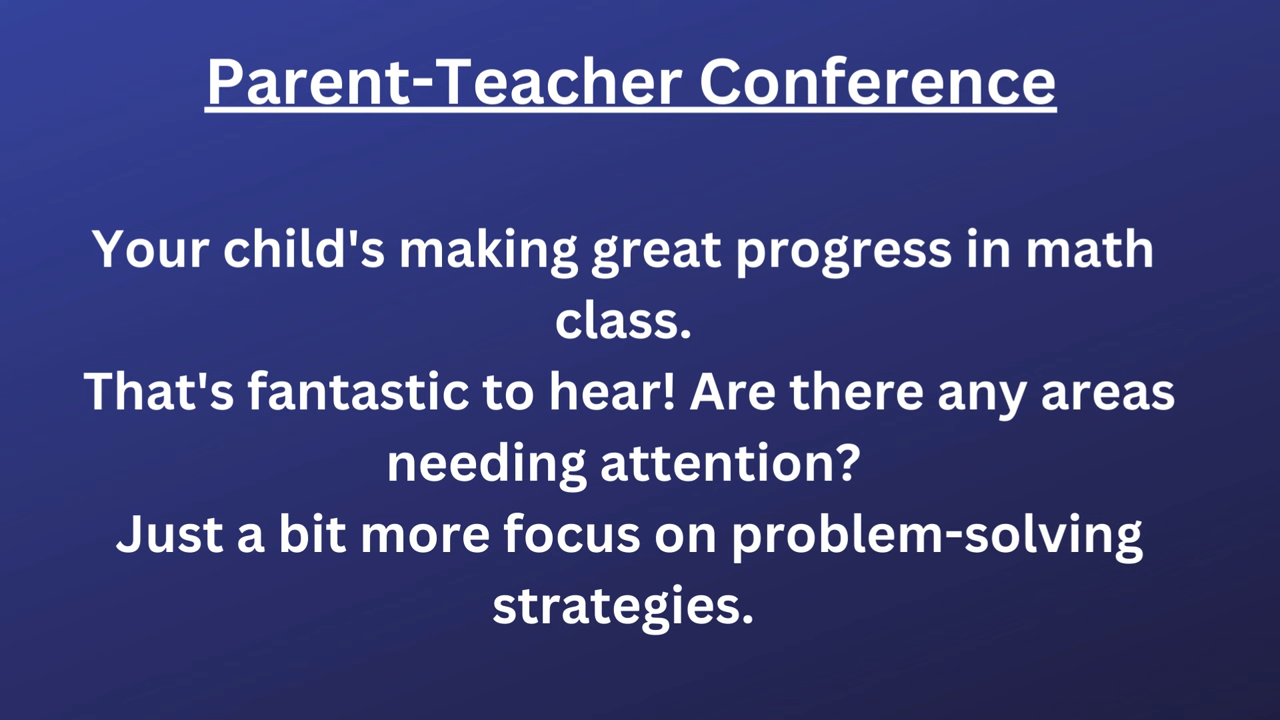 Parent-Teacher Conference
Your child's making great progress in math
class.
That's fantastic to hear! Are there any areas
needing attention?
Just a bit more focus on problem-solving
strategies.